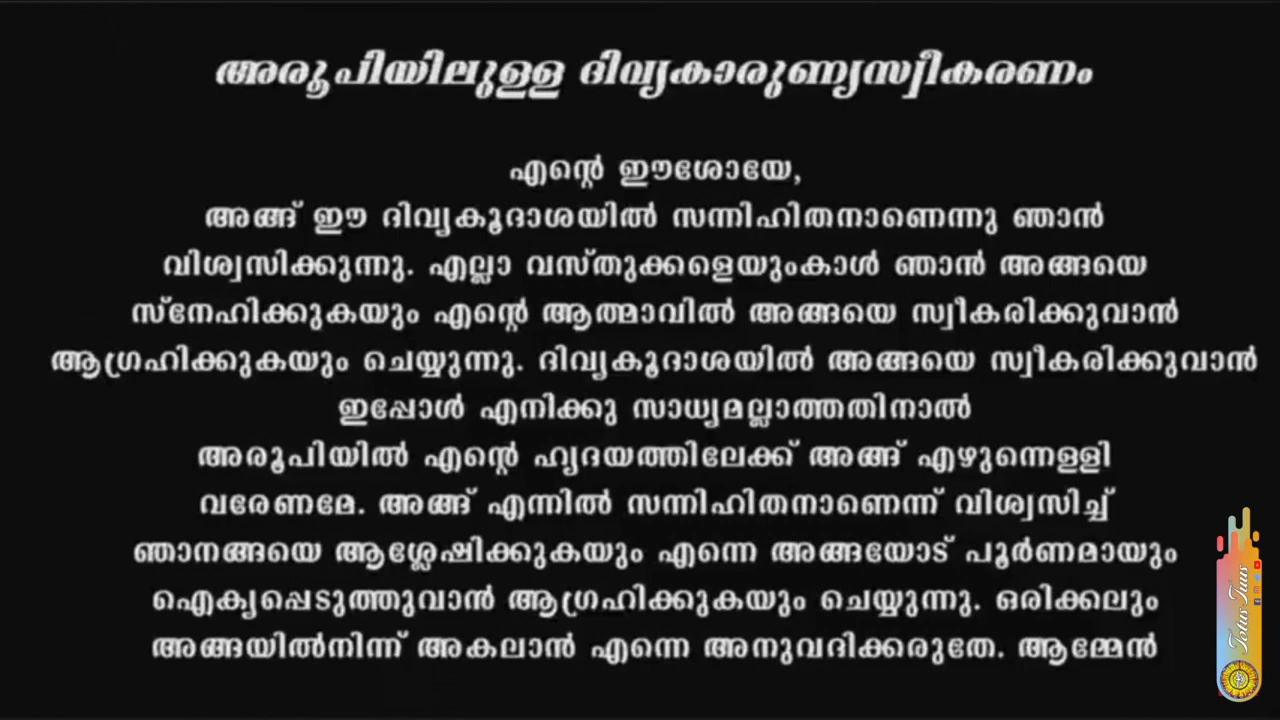 അരൂപിയിലുള്ള ദിവ്യകാരുണ്യസ്വീകരണം
എന്റെ ഈശോയേ,
അങ്ങ് ഈ ദിവ്യകൂദാശയിൽ സന്നിഹിതനാണെന്നു ഞാൻ
വിശ്വസിക്കുന്നു. എല്ലാ വസ്തുക്കളെയുംകാൾ ഞാൻ അങ്ങയെ
സ്നേഹിക്കുകയും എന്റെ ആത്മാവിൽ അങ്ങയെ സ്വീകരിക്കുവാൻ
ആഗ്രഹിക്കുകയും ചെയ്യുന്നു. ദിവ്യകൂദാശയിൽ അങ്ങയെ സ്വീകരിക്കുവാൻ
ഇപ്പോൾ എനിക്കു സാധ്യമല്ലാത്തതിനാൽ
അരൂപിയിൽ എന്റെ ഹൃദയത്തിലേക്ക് അങ്ങ് എഴുന്നെള്ളി
വരേണമേ. അങ്ങ് എന്നിൽ സന്നിഹിതനാണെന്ന് വിശ്വസിച്ച്
ഞാനങ്ങയെ ആശ്ലേഷിക്കുകയും എന്നെ അങ്ങയോട് പൂർണമായും
ഐക്യപ്പെടുത്തുവാൻ ആഗ്രഹിക്കുകയും ചെയ്യുന്നു. ഒരിക്കലും
അങ്ങയിൽനിന്ന് അകലാൻ എന്നെ അനുവദിക്കരുതേ. ആമ്മേൻ
Totus Tuus